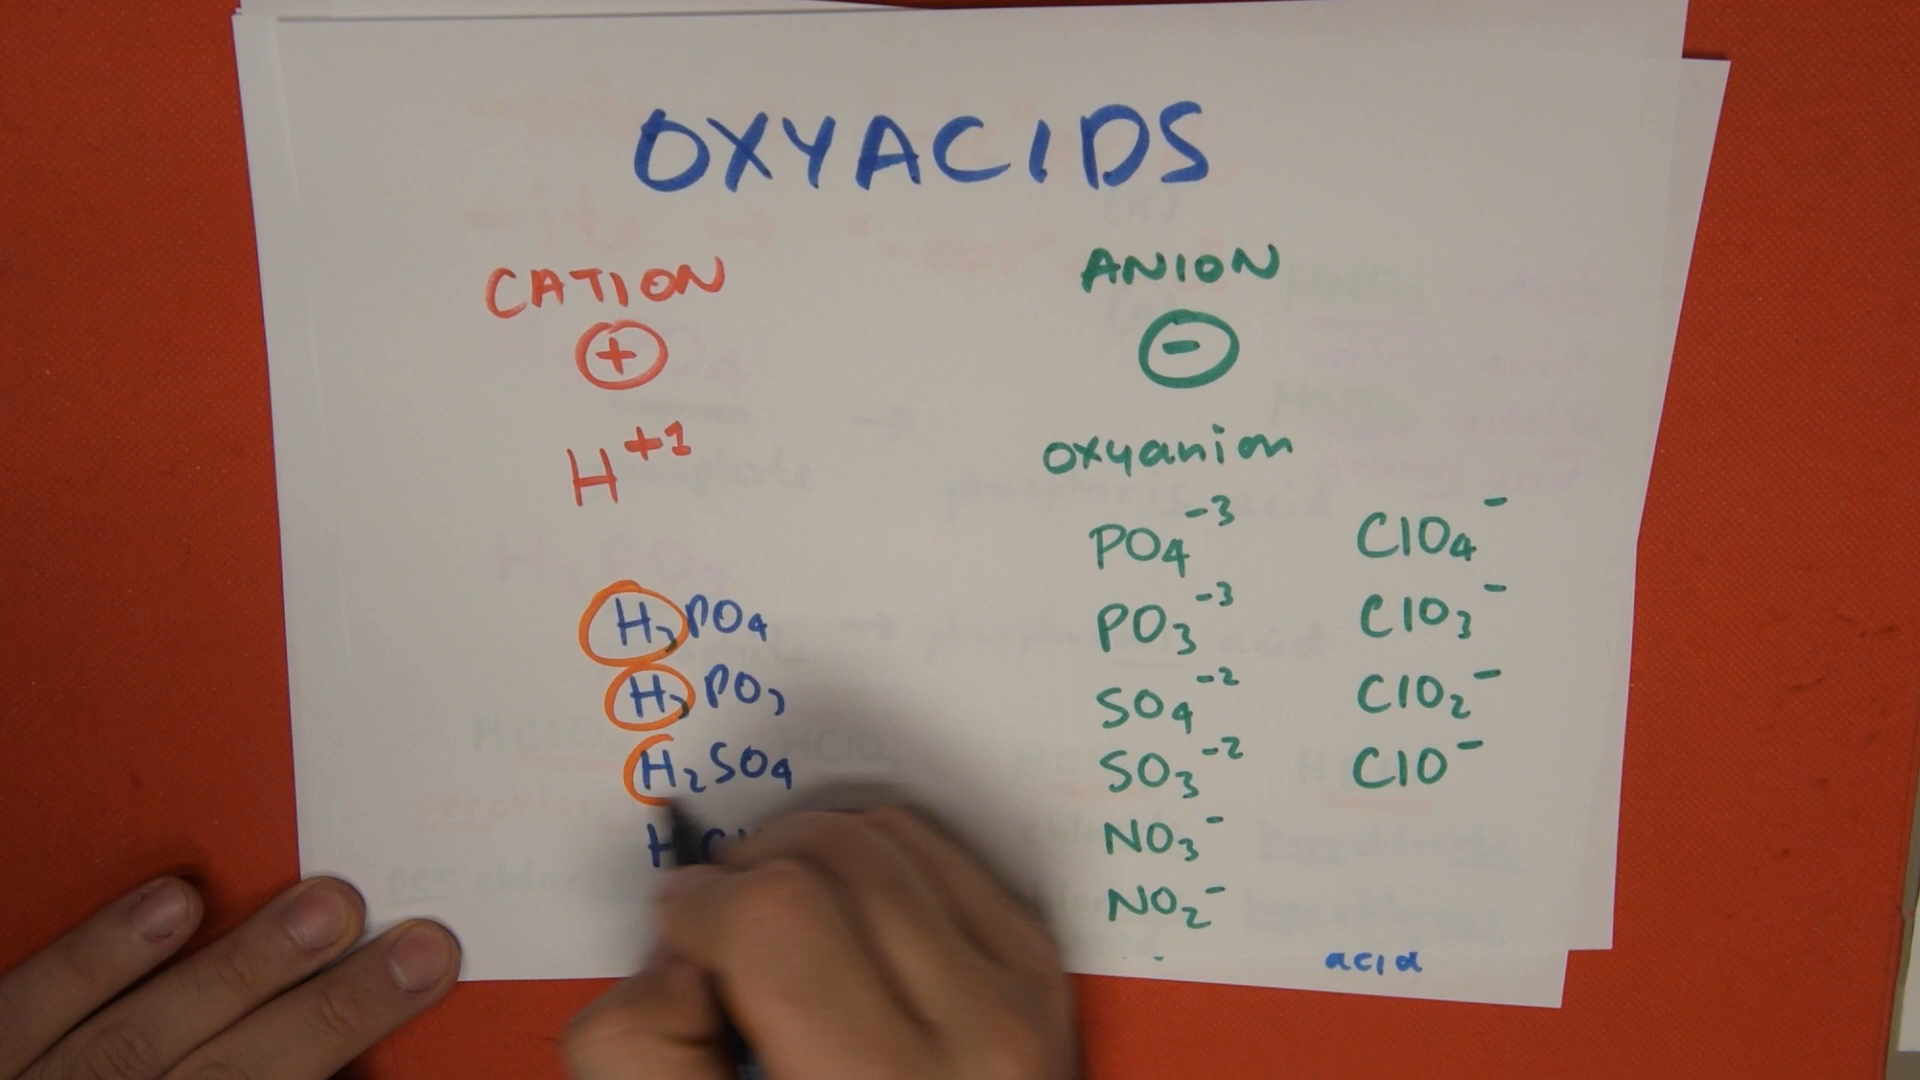 OXYACIDS
CATION
+
H+1
H3PO4
H3PO3
H2SO4
ANION
-
oxyanion
PO4-3
PO3-3
SO4-2
SO3-2
NO3-
NO2-
ClO4-
ClO3-
ClO2-
ClO-
acid